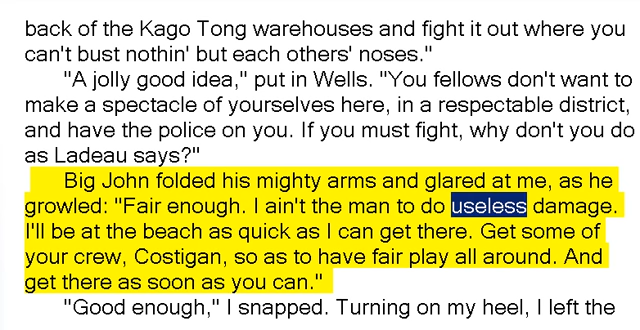 back of the Kago Tong warehouses and fight it out where you
can't bust nothin' but each others' noses."
"A jolly good idea," put in Wells. "You fellows don't want to
make a spectacle of yourselves here, in a respectable district,
and have the police on you. If you must fight, why don't you do
as Ladeau says?"
Big John folded his mighty arms and glared at me, as he
growled: "Fair enough. I ain't the man to do useless damage.
I'll be at the beach as quick as I can get there. Get some of
your crew, Costigan, so as to have fair play all around. And
get there as soon as you can."
"Good enough," I snapped. Turning on my heel, I left the